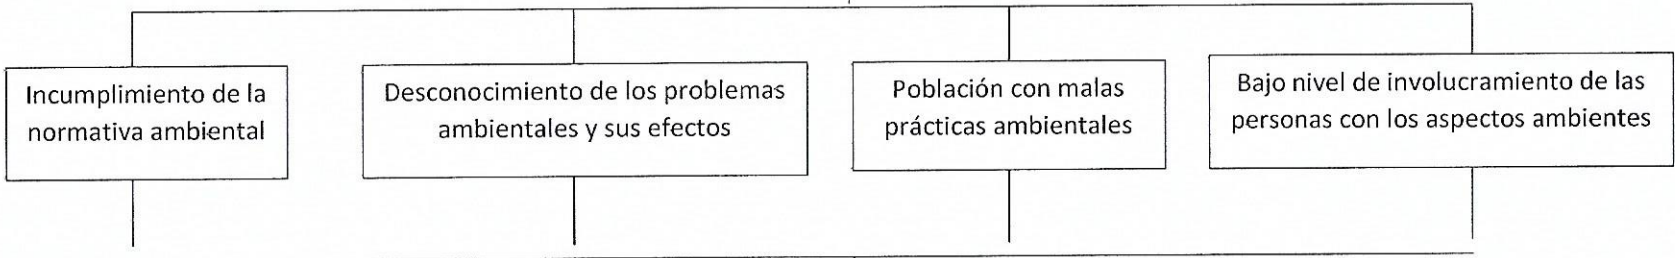 Incumplimiento de la
normativa ambiental
Desconocimiento de los problemas
ambientales y sus efectos
Población con malas
prácticas ambientales
Bajo nivel de involucramiento de las
personas con los aspectos ambientes